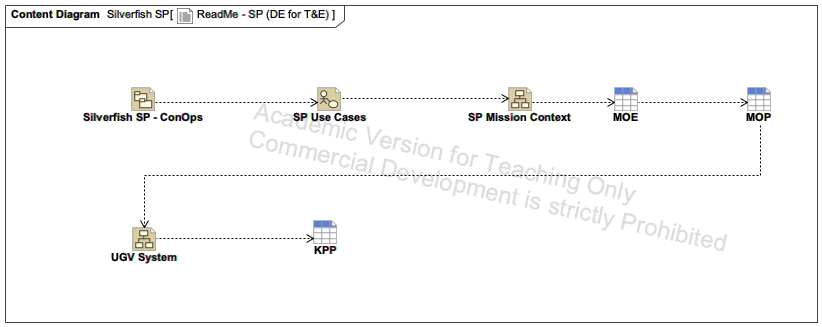 Content Diagram Silverfish SP[ ReadMe - SP (DE for T&E) ]
Silverfish SP - ConOps
SP Use Cases
SP Mission Context
MOE
MOP
Academic Version for Teaching Only
Commercial Development is strictly Prohibited
UGV System
KPP